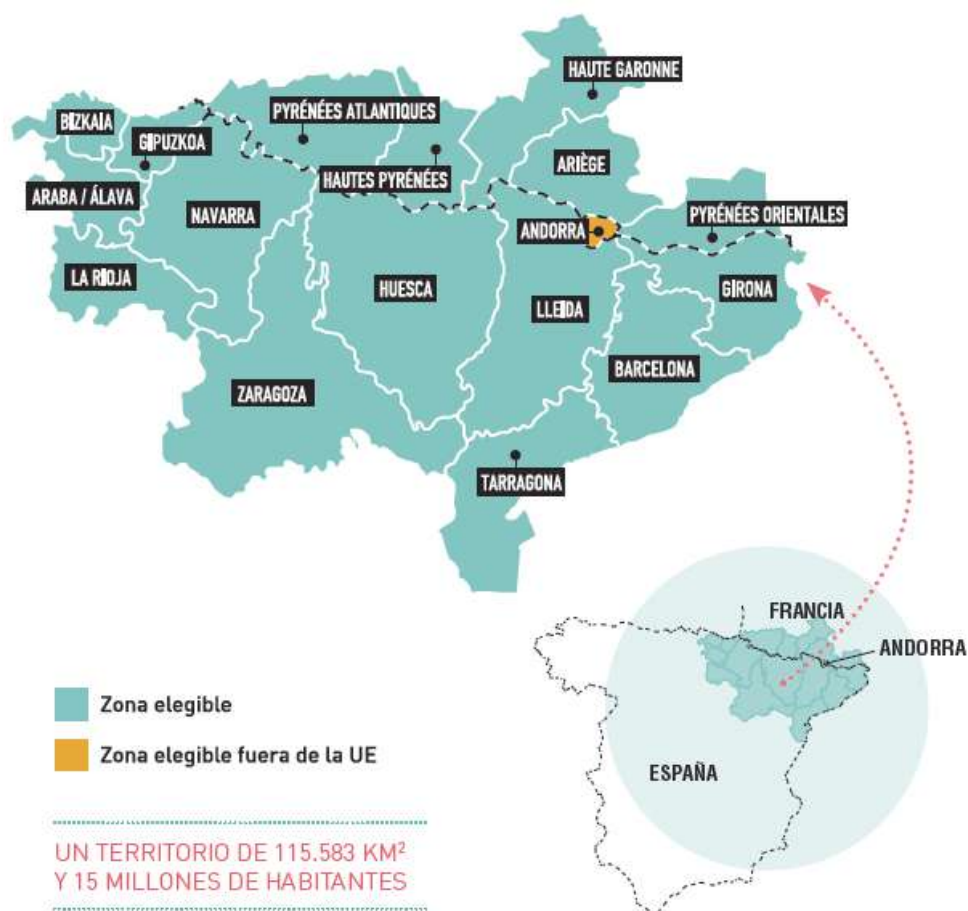 HAUTE GARONNE
PYRÉNÉES ATLANTIQUES
BIZKAIA
GIPUZKOA
HAUTES PYRÉNÉES
ARIÈGE
ARABA / ÁLAVA
NAVARRA
PYRÉNÉES ORIENTALES
ANDORRA
LA RIOJA
HUESCA
LLEIDA
GIRONA
BARCELONA
ZARAGOZA
TARRAGONA
FRANCIA
ANDORRA
ESPAÑA
Zona elegible
Zona elegible fuera de la UE
UN TERRITORIO DE 115.583 KM²
Y 15 MILLONES DE HABITANTES